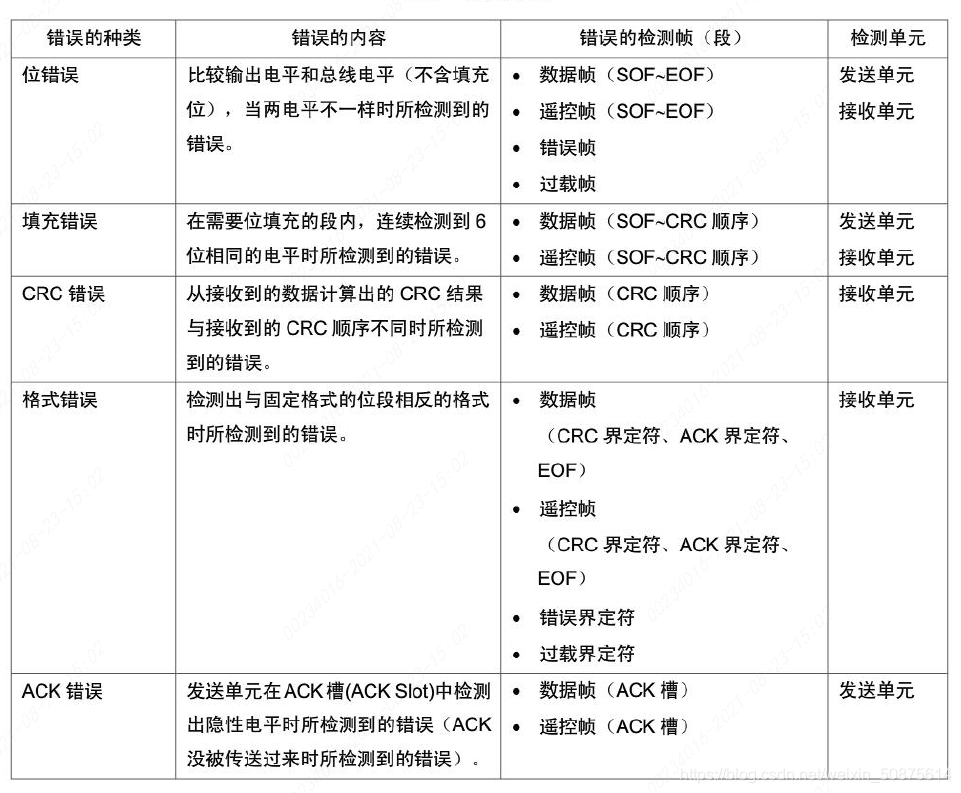 错误的种类 错误的内容 错误的检测帧（段） 检测单元
位错误
比较输出电平和总线电平（不含填充
位），当两电平不一样时所检测到的
错误。
• 数据帧（SOF~EOF）
• 遥控帧（SOF~EOF）
• 错误帧
• 过载帧
发送单元
接收单元
填充错误
在需要位填充的段内，连续检测到 6
位相同的电平时所检测到的错误。
• 数据帧（SOF~CRC 顺序）
• 遥控帧（SOF~CRC 顺序）
发送单元
接收单元
CRC 错误
从接收到的数据计算出的 CRC 结果
与接收到的 CRC 顺序不同时所检测
到的错误。
• 数据帧（CRC 顺序）
• 遥控帧（CRC 顺序）
接收单元
格式错误
检测出与固定格式的位段相反的格式
时所检测到的错误。
• 数据帧
（CRC 界定符、ACK 界定符、
EOF）
• 遥控帧
（CRC 界定符、ACK 界定符、
EOF）
• 错误界定符
• 过载界定符
接收单元
ACK 错误
发送单元在 ACK 槽(ACK Slot)中检测
出隐性电平时所检测到的错误（ACK
没被传送过来时所检测到的错误）。
• 数据帧（ACK 槽）
• 遥控帧（ACK 槽）
发送单元
https://blog.csdn.net/weixin_50875614